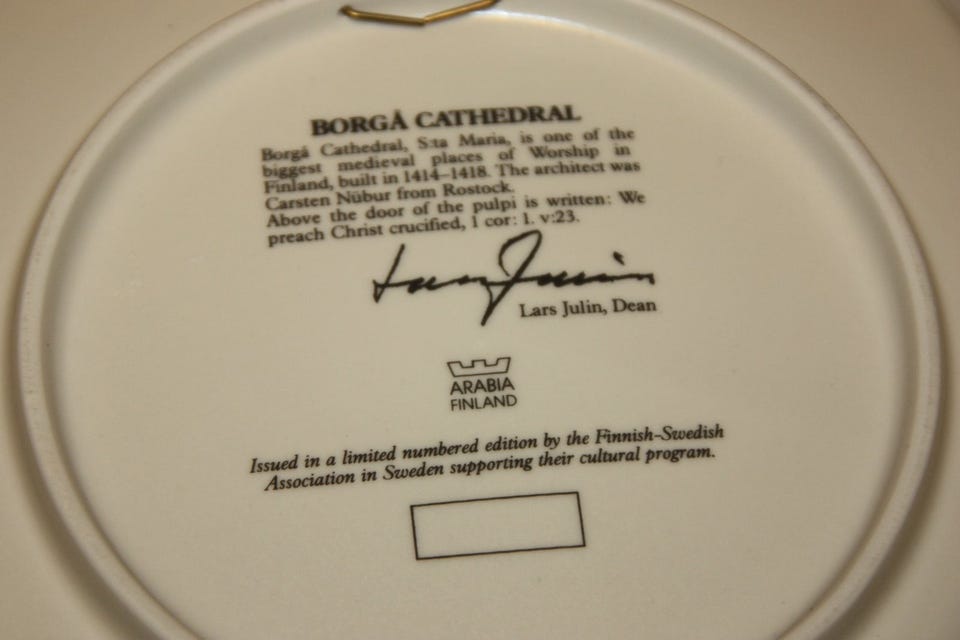 BORGÅ CATHEDRAL
Borgå Cathedral, S:ta Maria, is one of the
biggest medieval places of Worship in
Finland, built in 1414–1418. The architect was
Carsten Nübur from Rostock.
Above the door of the pulpi is written: We
preach Christ crucified, 1 cor: 1. v:23.
Lars Julin
Lars Julin, Dean
ARABIA
FINLAND
Issued in a limited numbered edition by the Finnish-Swedish
Association in Sweden supporting their cultural program.